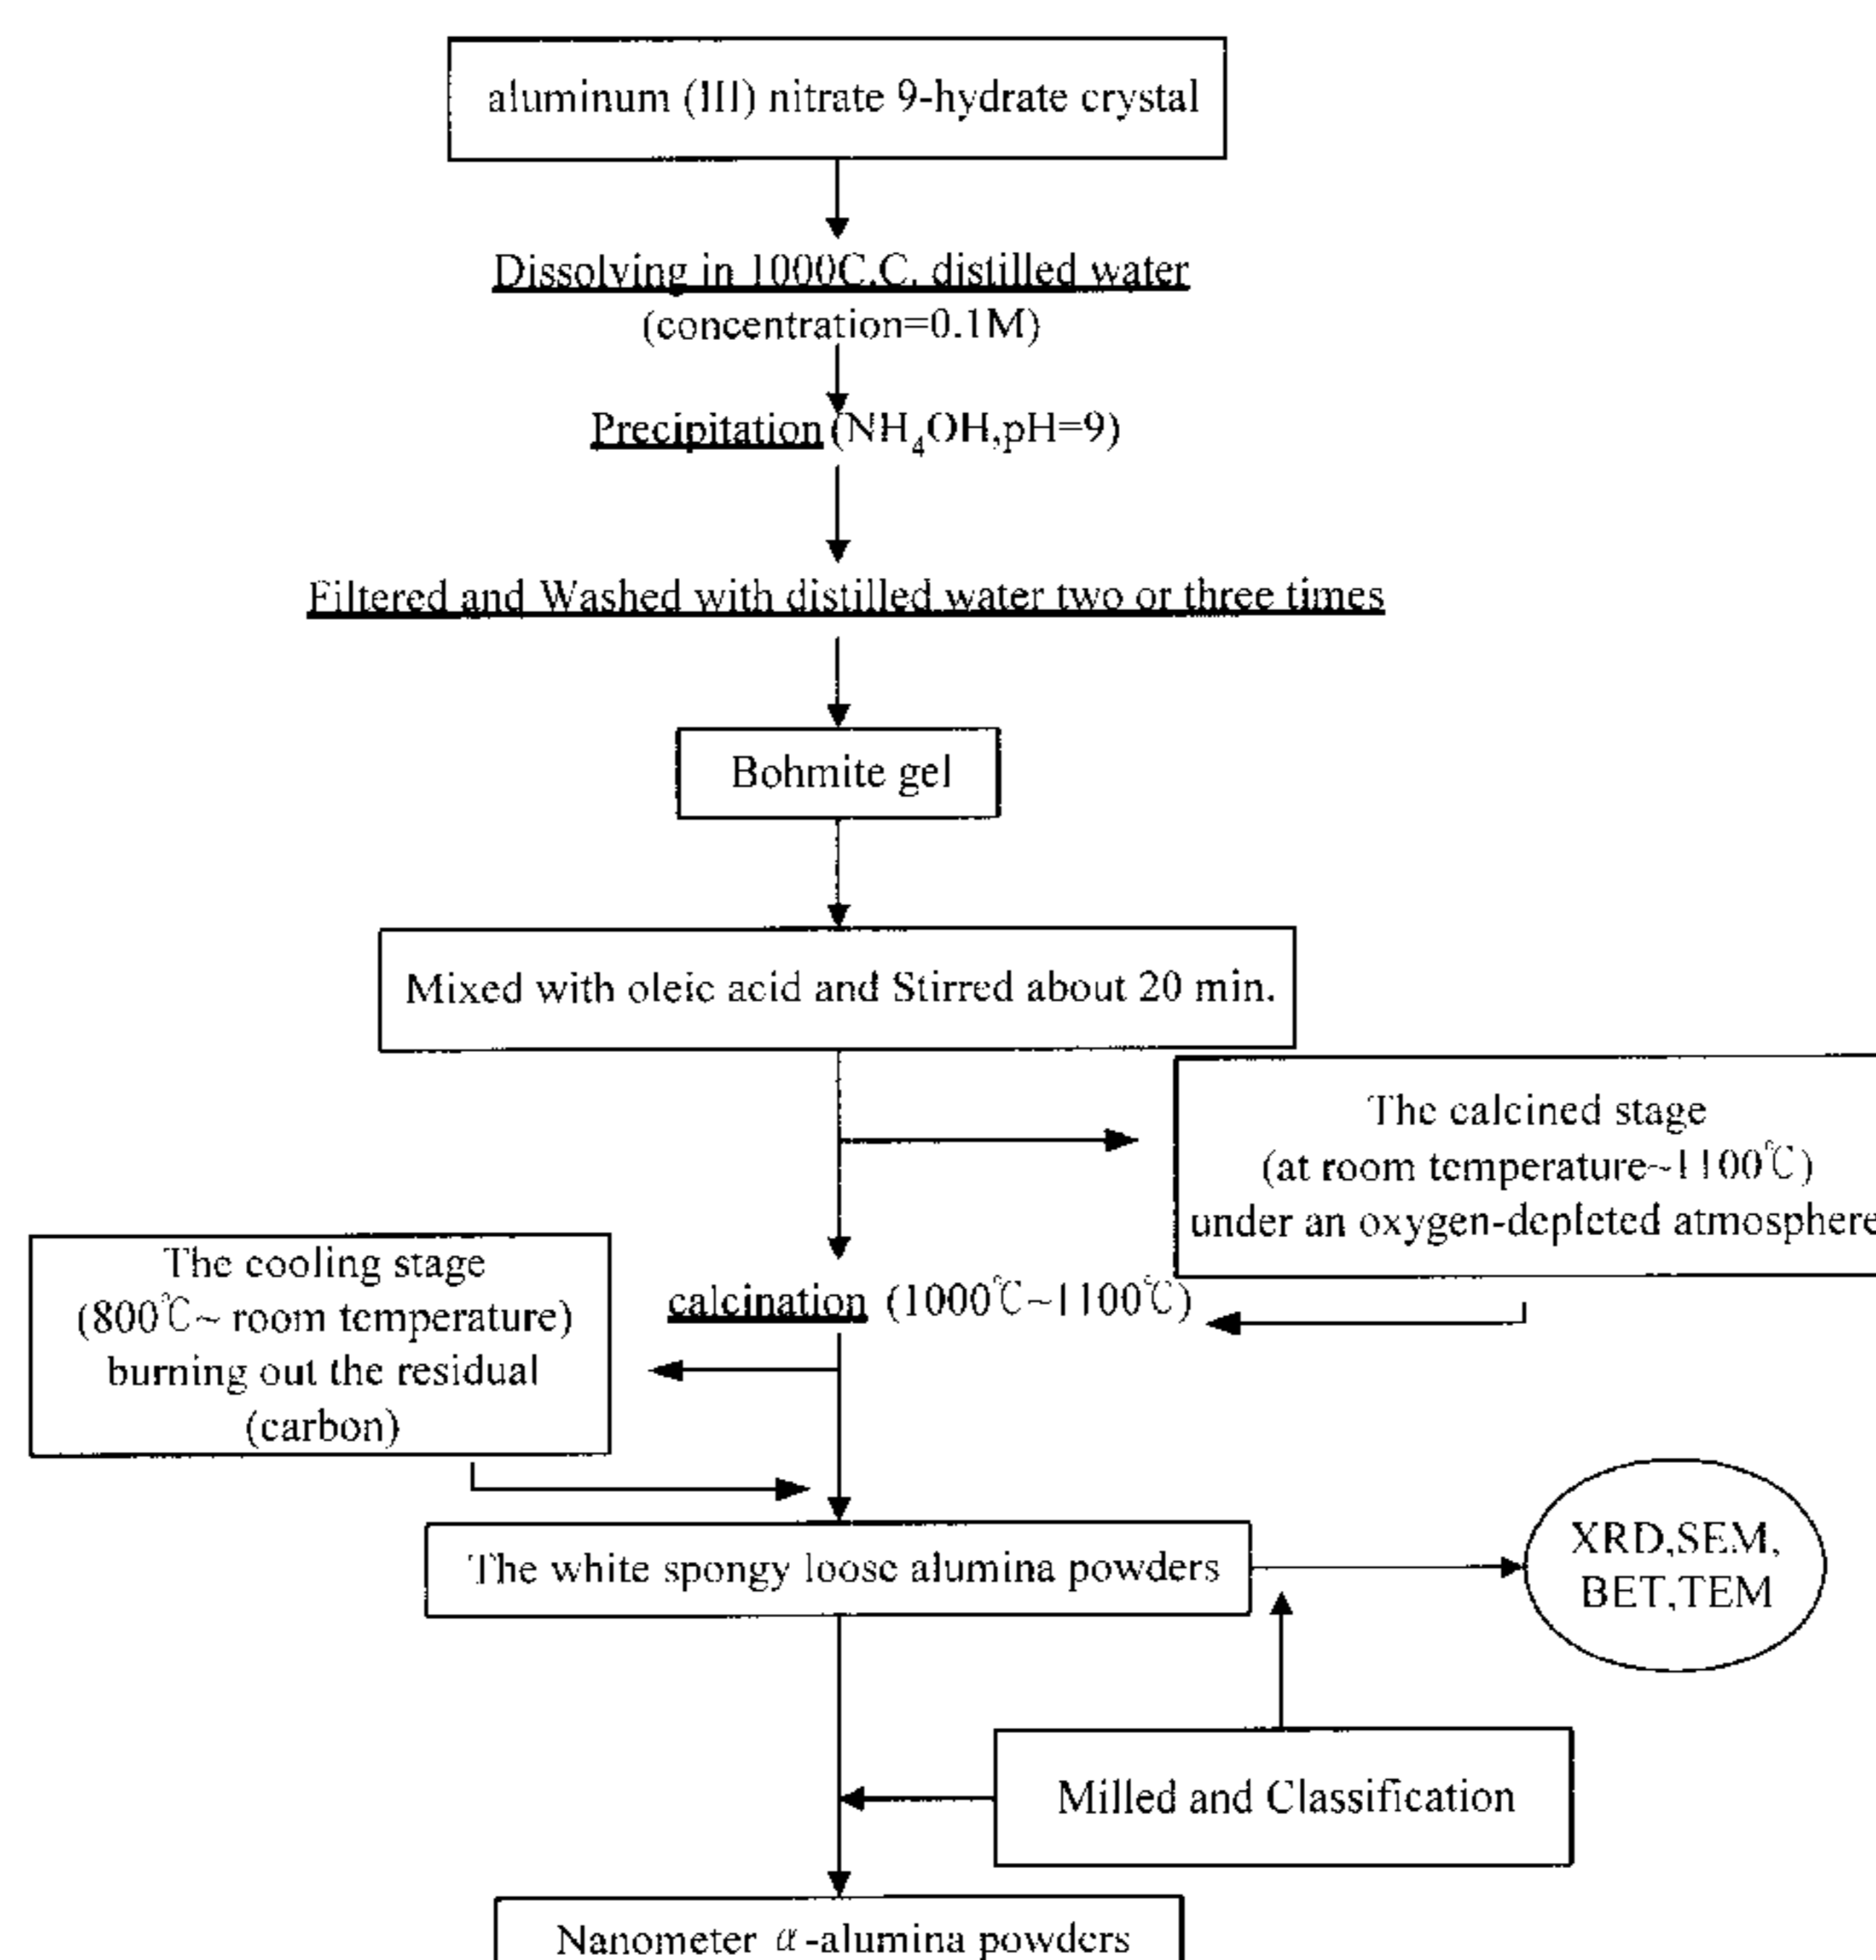 aluminum (III) nitrate 9-hydrate crystal
Dissolving in 1000C.C. distilled water
(concentration=0.1M)
Precipitation (NH₄OH,pH=9)
Filtered and Washed with distilled water two or three times
Bohmite gel
Mixed with oleic acid and Stirred about 20 min.
The calcined stage
(at room temperature~1100℃)
under an oxygen-depleted atmosphere
calcination (1000℃~1100℃)
The cooling stage
(800℃~ room temperature)
burning out the residual
(carbon)
The white spongy loose alumina powders
XRD,SEM,
BET,TEM
Milled and Classification
Nanometer α-alumina powders